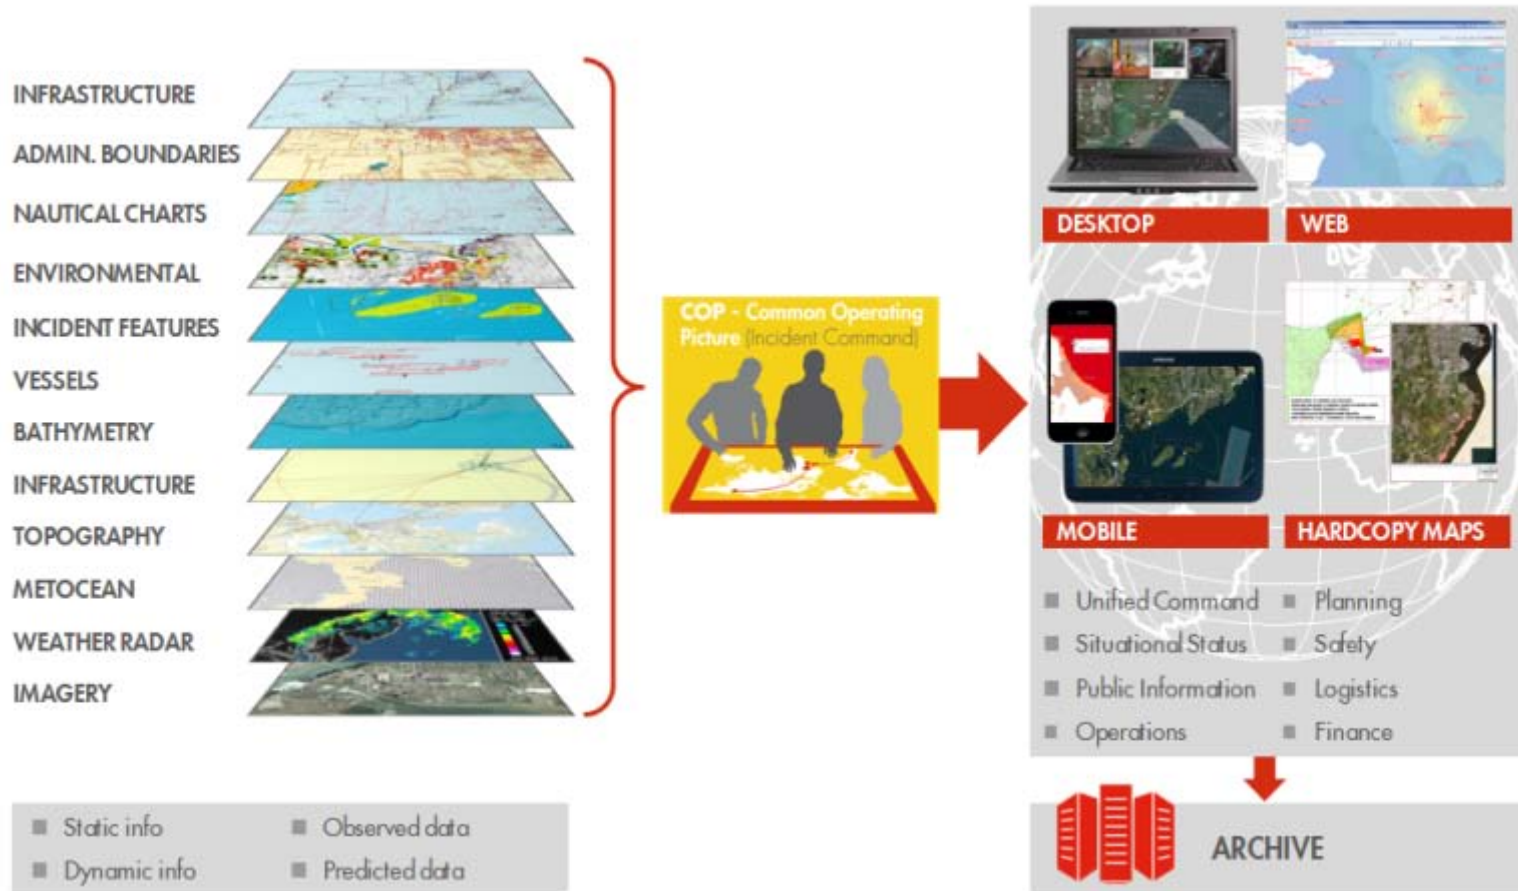 INFRASTRUCTURE
ADMIN. BOUNDARIES
NAUTICAL CHARTS
ENVIRONMENTAL
INCIDENT FEATURES
VESSELS
BATHYMETRY
INFRASTRUCTURE
TOPOGRAPHY
METOCEAN
WEATHER RADAR
IMAGERY
Static info
Dynamic info
Observed data
Predicted data
COP - Common Operating
Picture (Incident Command)
DESKTOP
WEB
MOBILE
HARDCOPY MAPS
Unified Command
Situational Status
Public Information
Operations
Planning
Safety
Logistics
Finance
ARCHIVE